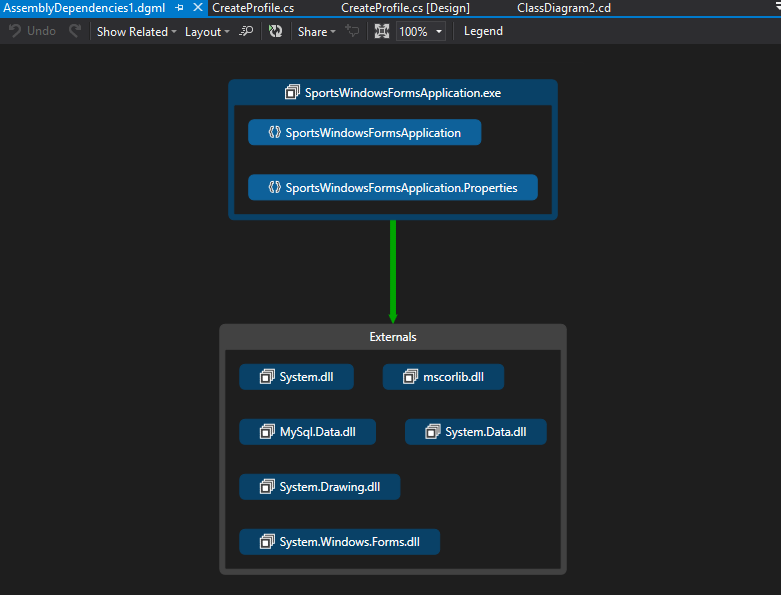 AssemblyDependencies1.dgml CreateProfile.cs CreateProfile.cs [Design] ClassDiagram2.cd
Undo Show Related Layout Share 100% Legend
SportsWindowsFormsApplication.exe
SportsWindowsFormsApplication
SportsWindowsFormsApplication.Properties
Externals
System.dll mscorlib.dll
MySql.Data.dll System.Data.dll
System.Drawing.dll
System.Windows.Forms.dll